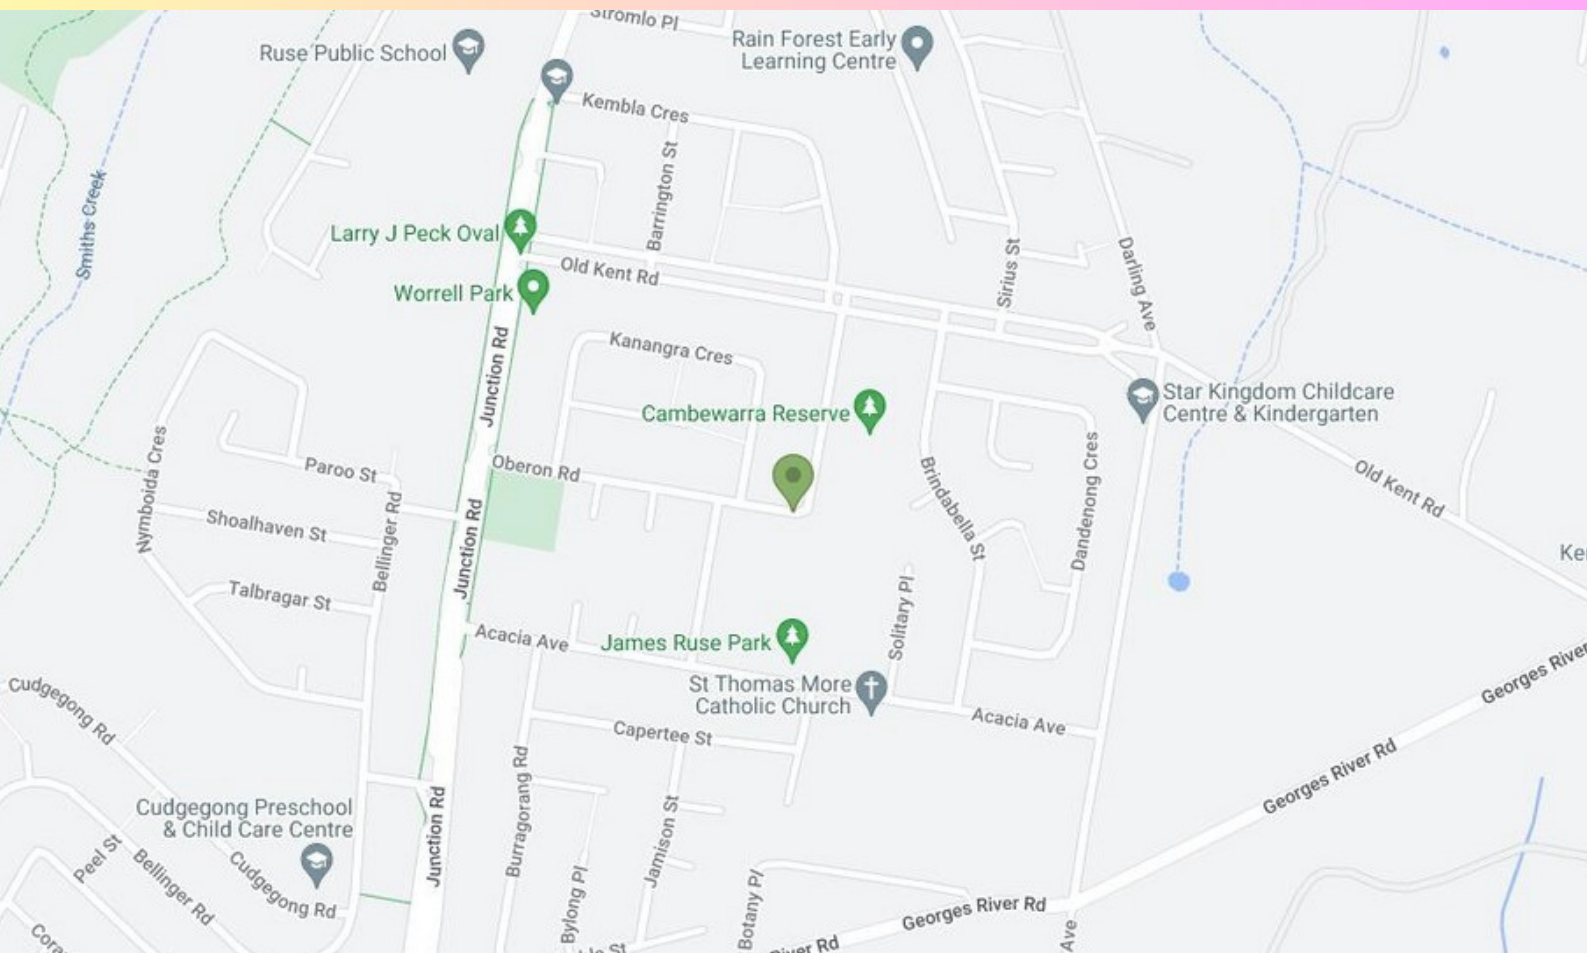 Stromlo Pl
Ruse Public School
Rain Forest Early
Learning Centre
Kembla Cres
Barrington St
Smiths Creek
Larry J Peck Oval
Old Kent Rd
Sirius St
Darling Ave
Worrell Park
Junction Rd
Kanangra Cres
Cambewarra Reserve
Star Kingdom Childcare
Centre & Kindergarten
Nymboida Cres
Paroo St
Oberon Rd
Brindabella St
Dandenong Cres
Old Kent Rd
Shoalhaven St
Bellinger Rd
Junction Rd
Ke
Talbragar St
Acacia Ave
James Ruse Park
Solitary Pl
St Thomas More
Catholic Church
Georges River
Cudgegong Rd
Capertee St
Acacia Ave
Georges River Rd
Burragorang Rd
Cudgegong Preschool
& Child Care Centre
Junction Rd
Jamison St
Peel St
Bellinger Rd
Cudgegong Rd
Bylong Pl
Botany Pl
Georges River Rd
River Rd
Ave
St